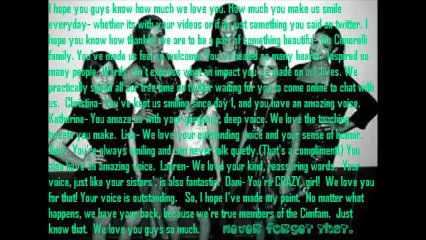 I hope you guys know how much we love you. How much you make us smile
everyday- whether its with your videos or if its just something you said on twitter. I
hope you know how thankful we are to be a part of something beautiful. The Cimorelli
family. You've made us feel so welcome. You've healed so many hearts, inspired so
many people. Words can't express what an impact you've made on our lives. We
practically spend all our free time on twitter waiting for you to come online to chat with
us. Christina- You've kept us smiling since day 1, and you have an amazing voice.
Katherine- You amaze us with your gorgeous, deep voice. We love the touching
tweets you make. Lisa- We love your outstanding voice and your sense of humor.
You're always smiling and can never talk quietly.(That's a compliment!) You
also have an amazing voice. Lauren- We love your kind, reassuring words. Your
voice, just like your sisters', is also fantastic. Dani- You're CRAZY, girl! We love you
for that! Your voice is outstanding. So, I hope I've made my point. No matter what
happens, we have your back, because we're true members of the Cimfam. Just
know that. We love you guys so much. Never forget that.